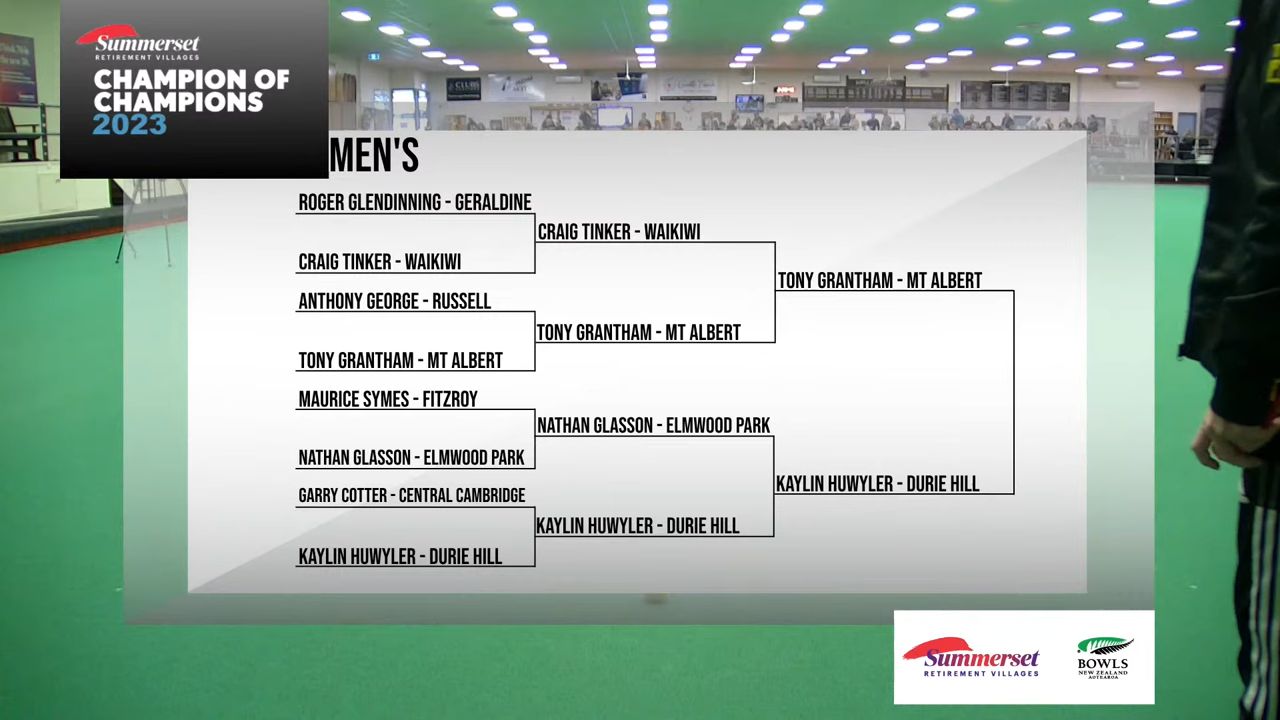 Summerset
RETIREMENT VILLAGES
CHAMPION OF
CHAMPIONS
2023
MEN'S
ROGER GLENDINNING - GERALDINE
CRAIG TINKER - WAIKIWI
CRAIG TINKER - WAIKIWI
TONY GRANTHAM - MT ALBERT
ANTHONY GEORGE - RUSSELL
TONY GRANTHAM - MT ALBERT
TONY GRANTHAM - MT ALBERT
MAURICE SYMES - FITZROY
NATHAN GLASSON - ELMWOOD PARK
NATHAN GLASSON - ELMWOOD PARK
KAYLIN HUWYLER - DURIE HILL
GARRY COTTER - CENTRAL CAMBRIDGE
KAYLIN HUWYLER - DURIE HILL
KAYLIN HUWYLER - DURIE HILL
Summerset
RETIREMENT VILLAGES
BOWLS
NEW ZEALAND
AOTEAROA